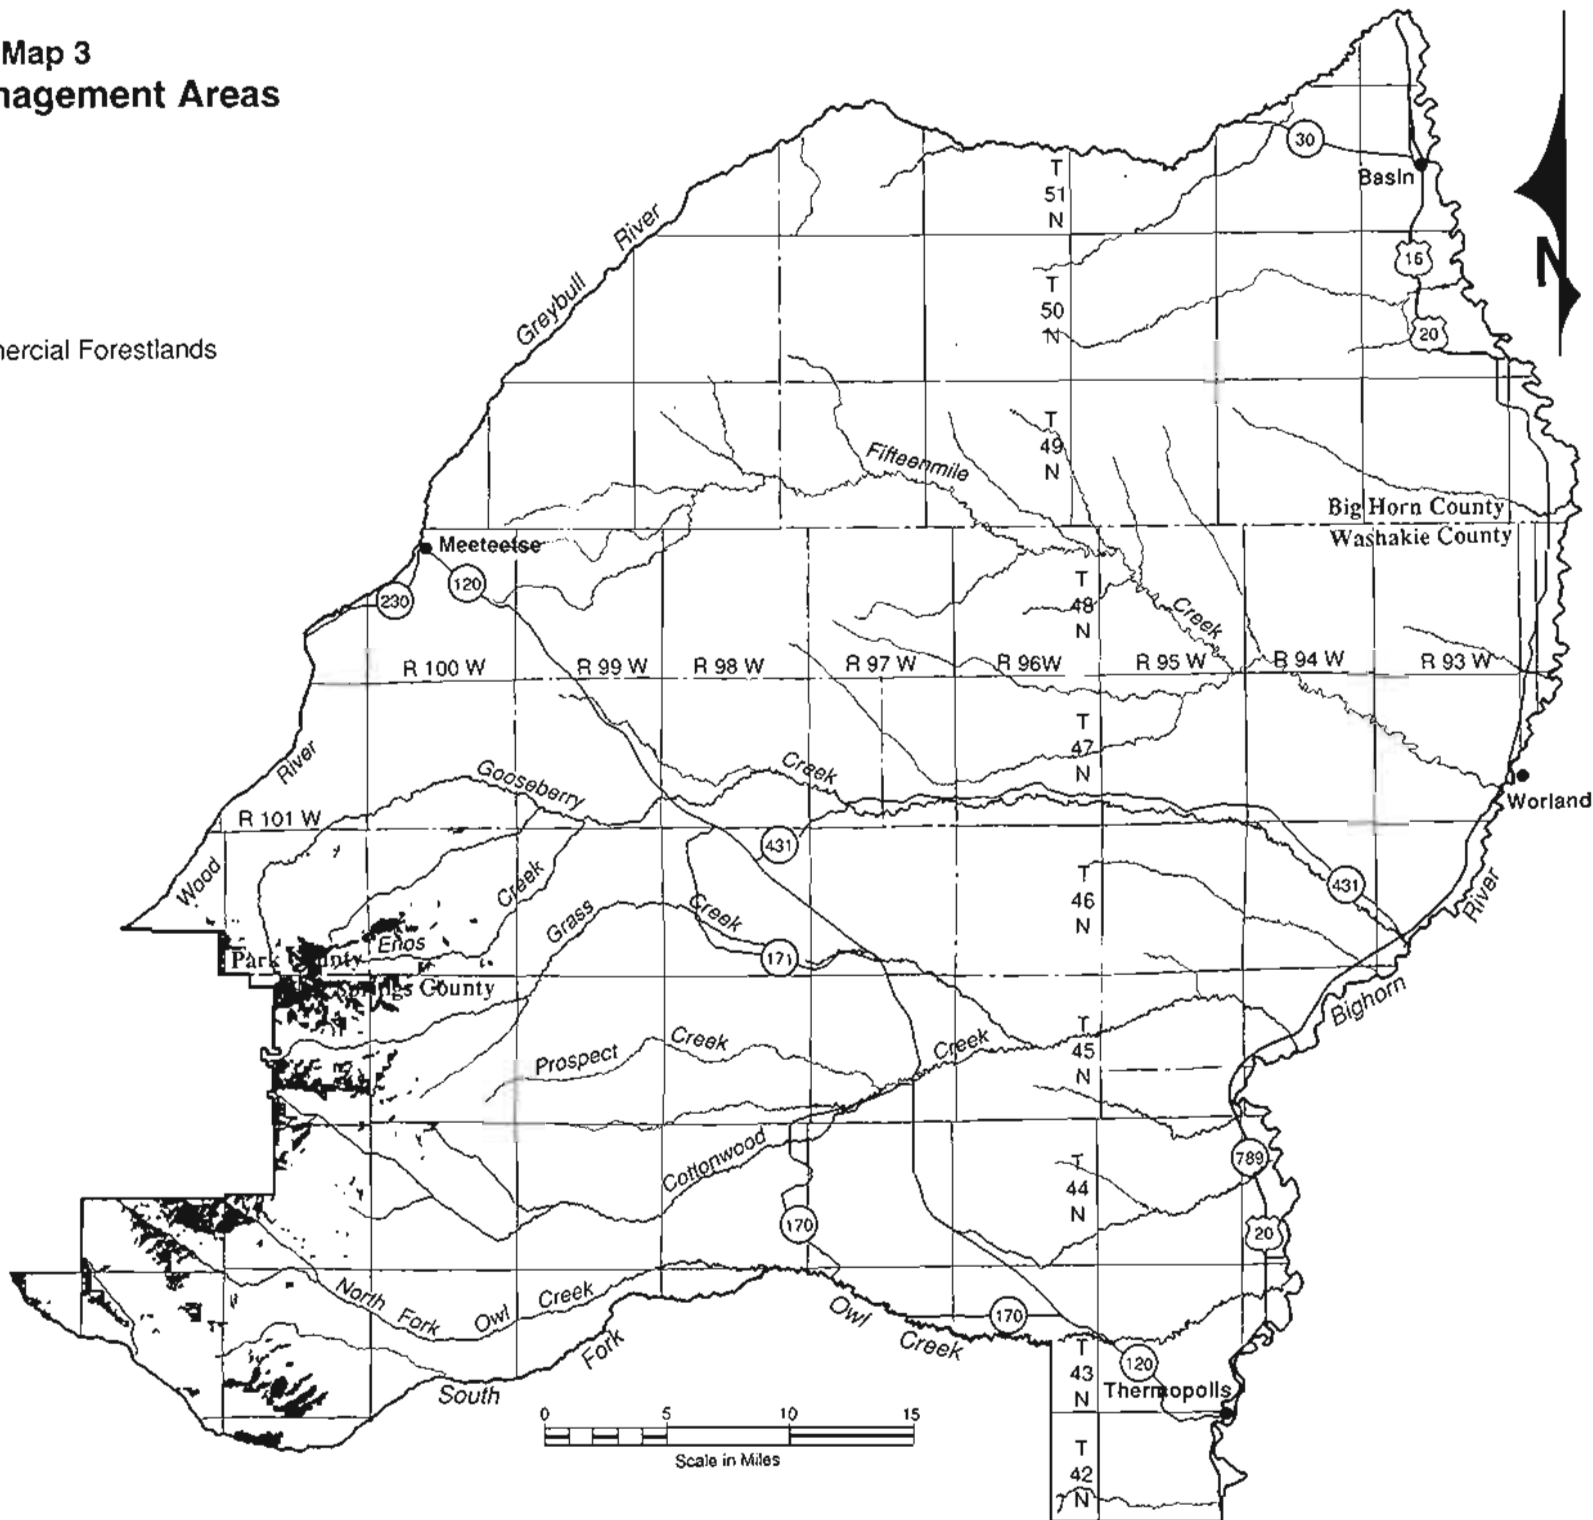 Map 3
nagement Areas
nercial Forestlands
30
Basin
T
51
N
River
Greybull
16
N
T
50
N
20
T
49
N
Fifteenmile
Big Horn County
Washakie County
Meeteetse
120
230
T
48
N
Creek
R 100 W
R 99 W
R 98 W
R 97 W
R 96W
R 95 W
R 94 W
R 93 W
T
47
N
River
Gooseberry
Creek
Worland
R 101 W
431
Wood
Creek
T
46
N
431
River
Grass
Creek
Enos
171
Park County
Springs County
Bighorn
T
45
N
Prospect
Creek
Creek
Cottonwood
789
T
44
N
170
20
North
Fork
Owl
Creek
Owl
Creek
170
Fork
South
T
43
N
120
Thermopolis
0 5 10 15
Scale in Miles
T
42
N